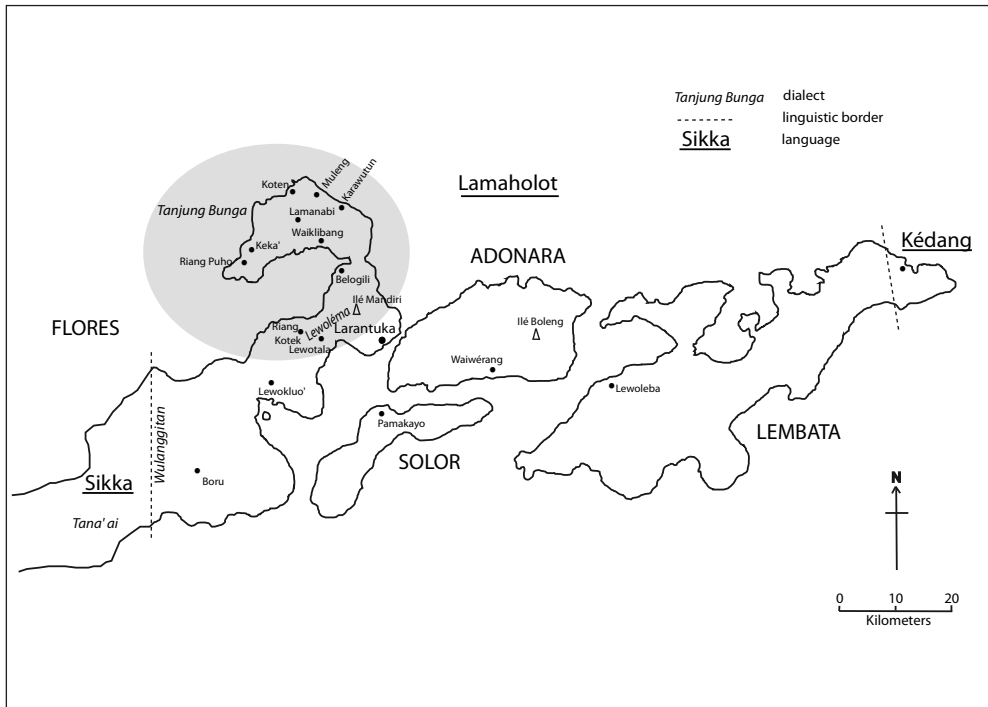 Tanjung Bunga dialect
linguistic border
Sikka language
Lamaholot
Koten
Muleng
Karawutun
Tanjung Bunga
Lamanabi
Waiklibang
Keka'
Riang Puho
Belogili
Ilé Mandiri
Lewoléma
Riang
Kotek
Lewotala
Larantuka
FLORES
ADONARA
Ilé Boleng
Waiwérang
Kédang
Lewokluo'
Lewoleba
Pamakayo
SOLOR
LEMBATA
Wulanggitan
Boru
Sikka
Tana' ai
N
0 10 20
Kilometers